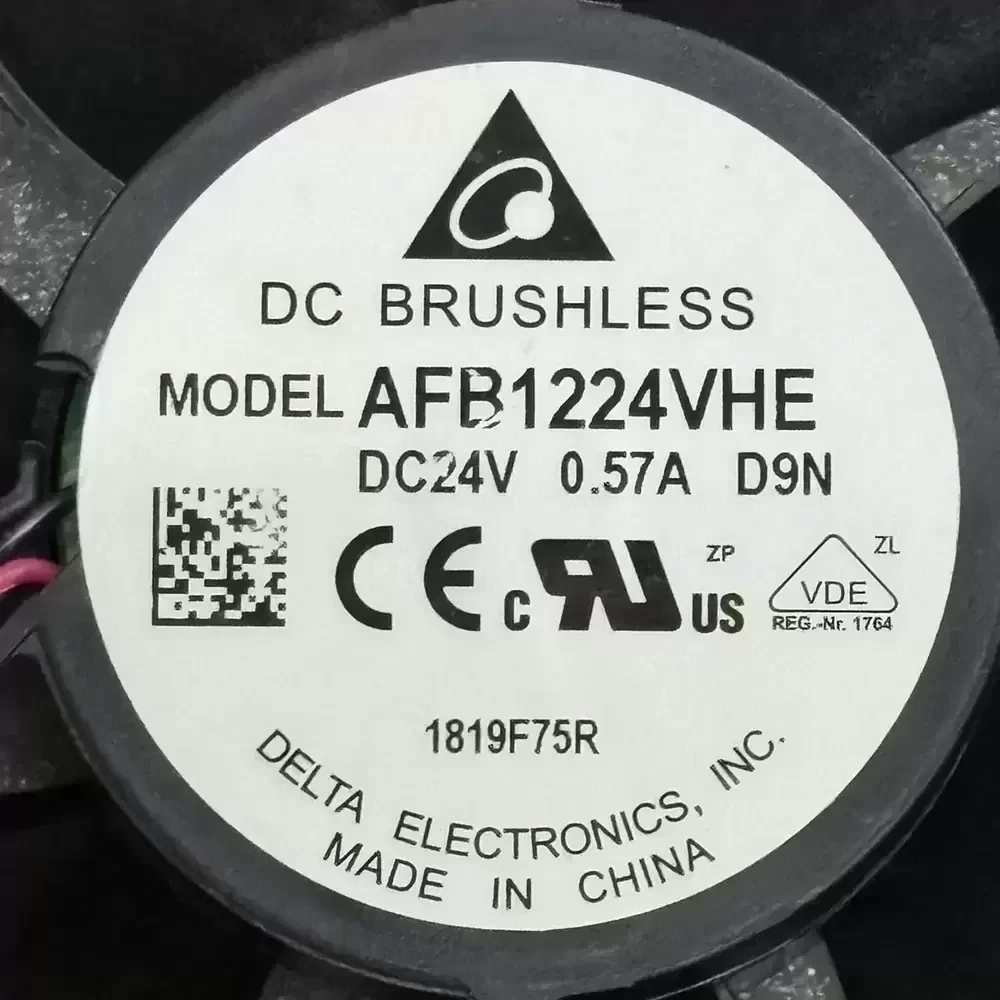 DC BRUSHLESS
MODEL AFB1224VHE
DC24V 0.57A D9N
CE c RU US ZP
ZL
VDE
REG.-Nr. 1764
1819F75R
DELTA ELECTRONICS, INC.
MADE IN CHINA